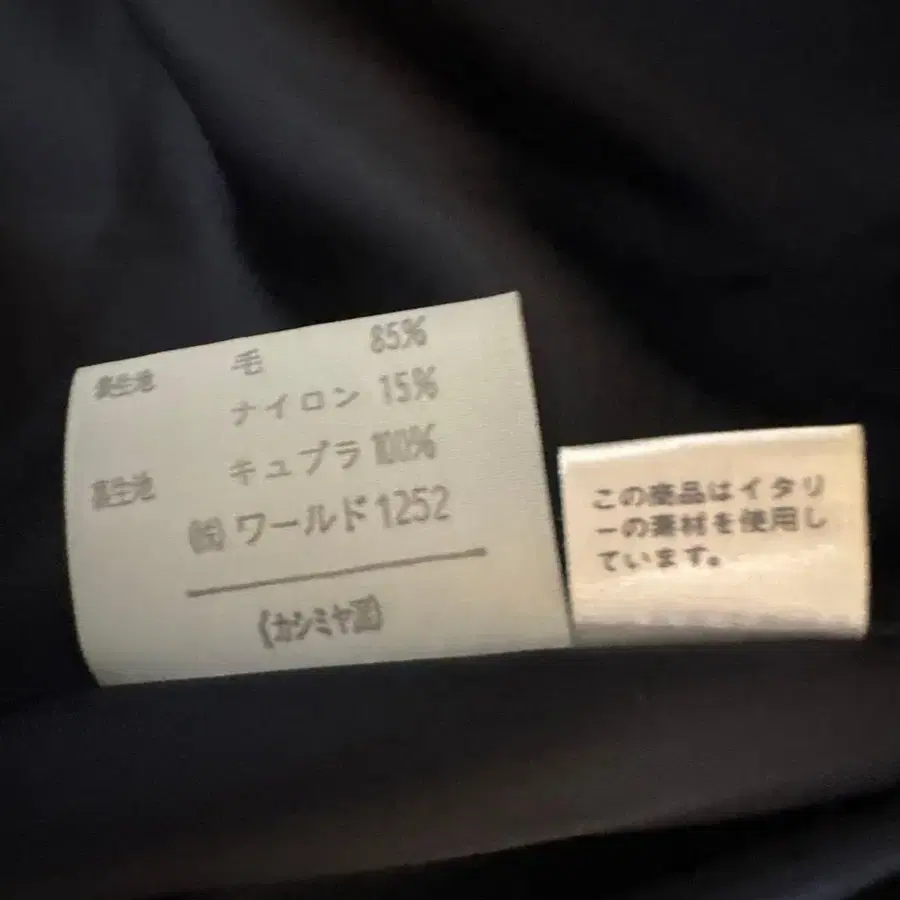 表生地 毛 85%
ナイロン 15%
裏生地 キュプラ 100%
㈱ワールド 1252
《カシミヤ混》
この商品はイタリ
ーの素材を使用し
ています。